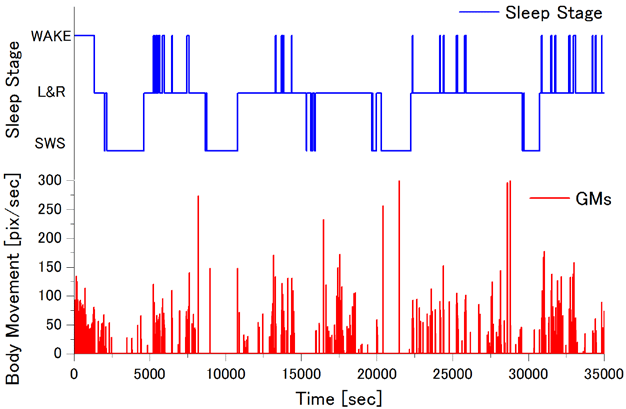 Sleep Stage
WAKE
L&R
SWS
Sleep Stage
GMs
Body Movement [pix/sec]
300
250
200
150
100
50
0
0 5000 10000 15000 20000 25000 30000 35000
Time [sec]